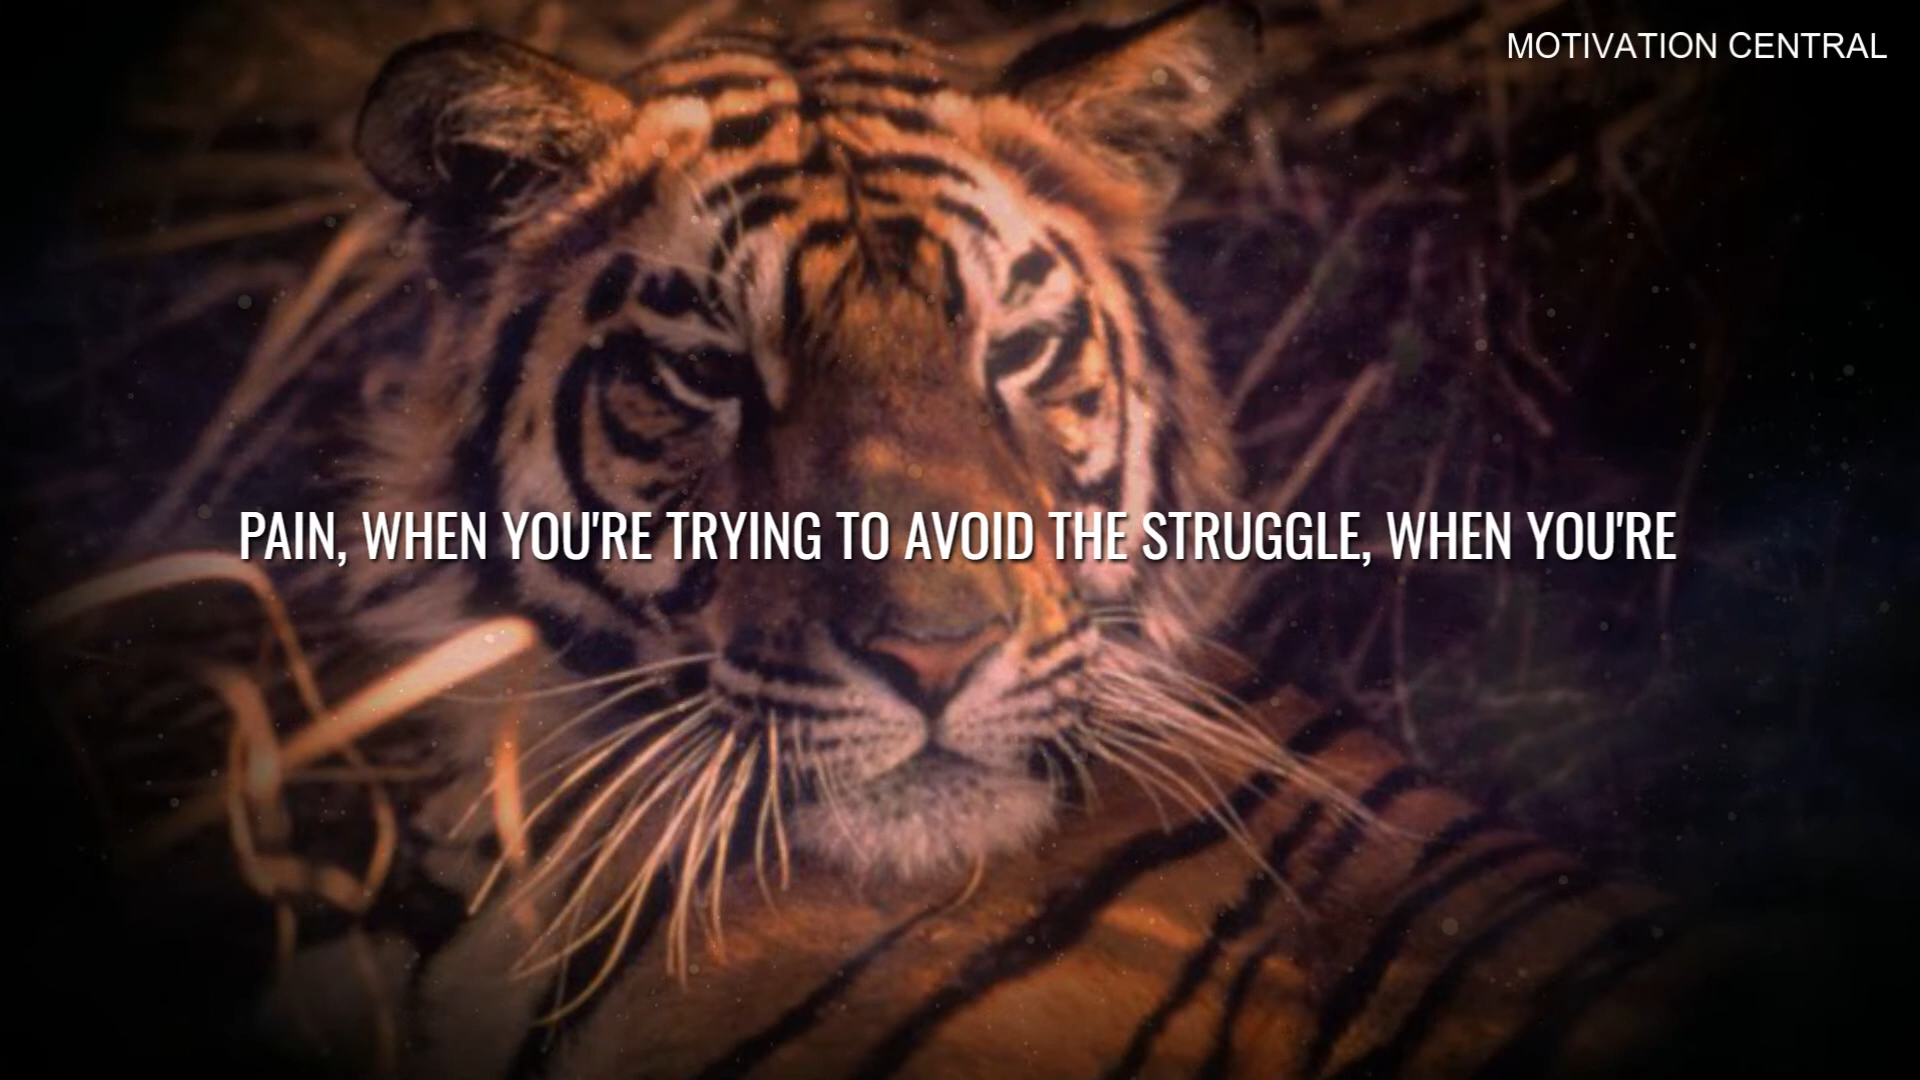 MOTIVATION CENTRAL
PAIN, WHEN YOU'RE TRYING TO AVOID THE STRUGGLE, WHEN YOU'RE